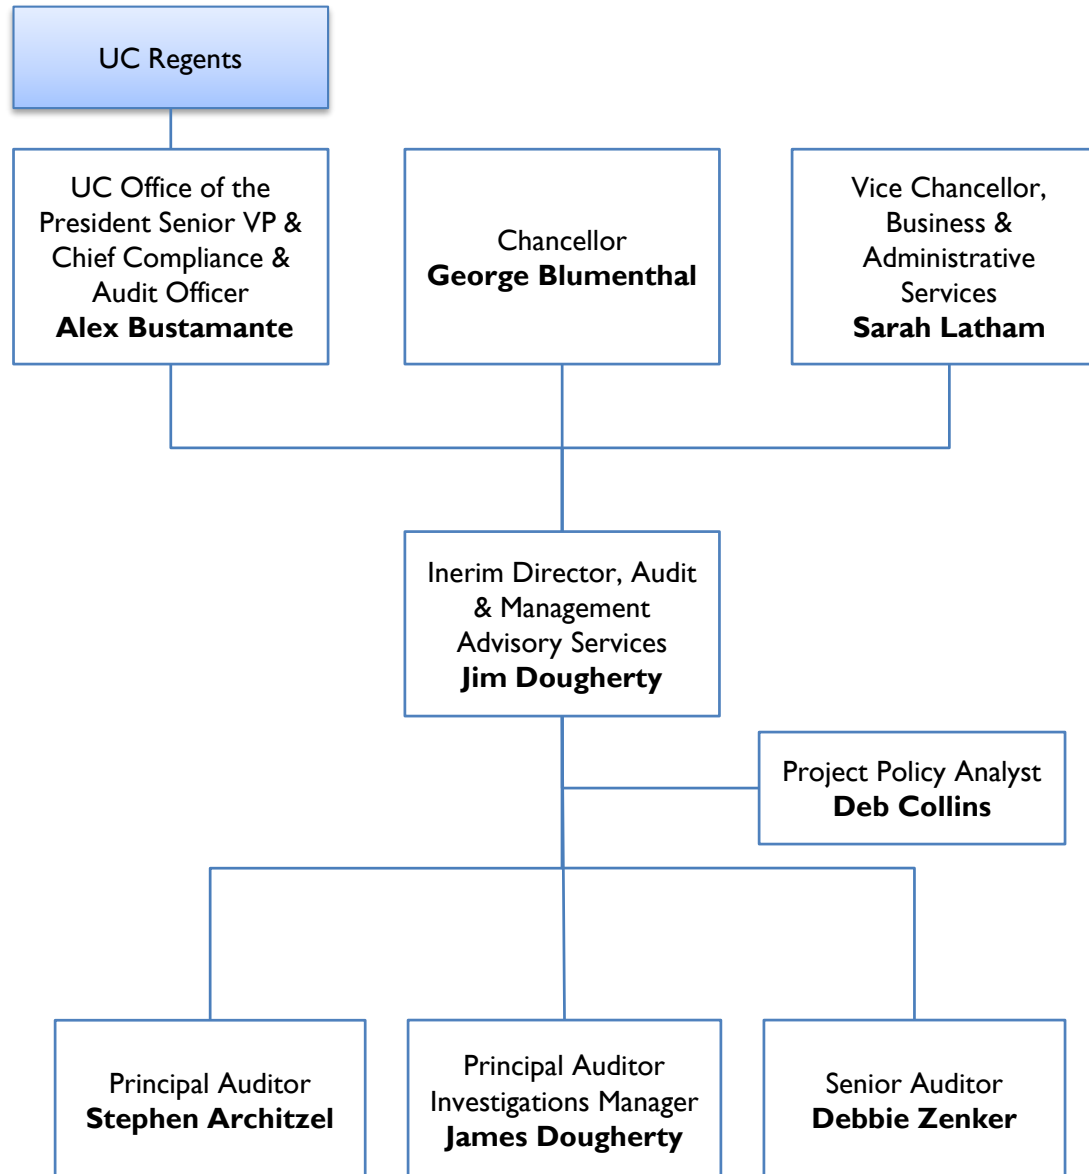 UC Regents
UC Office of the
President Senior VP &
Chief Compliance &
Audit Officer
Alex Bustamante
Chancellor
George Blumenthal
Vice Chancellor,
Business &
Administrative
Services
Sarah Latham
Inerim Director, Audit
& Management
Advisory Services
Jim Dougherty
Project Policy Analyst
Deb Collins
Principal Auditor
Stephen Architzel
Principal Auditor
Investigations Manager
James Dougherty
Senior Auditor
Debbie Zenker